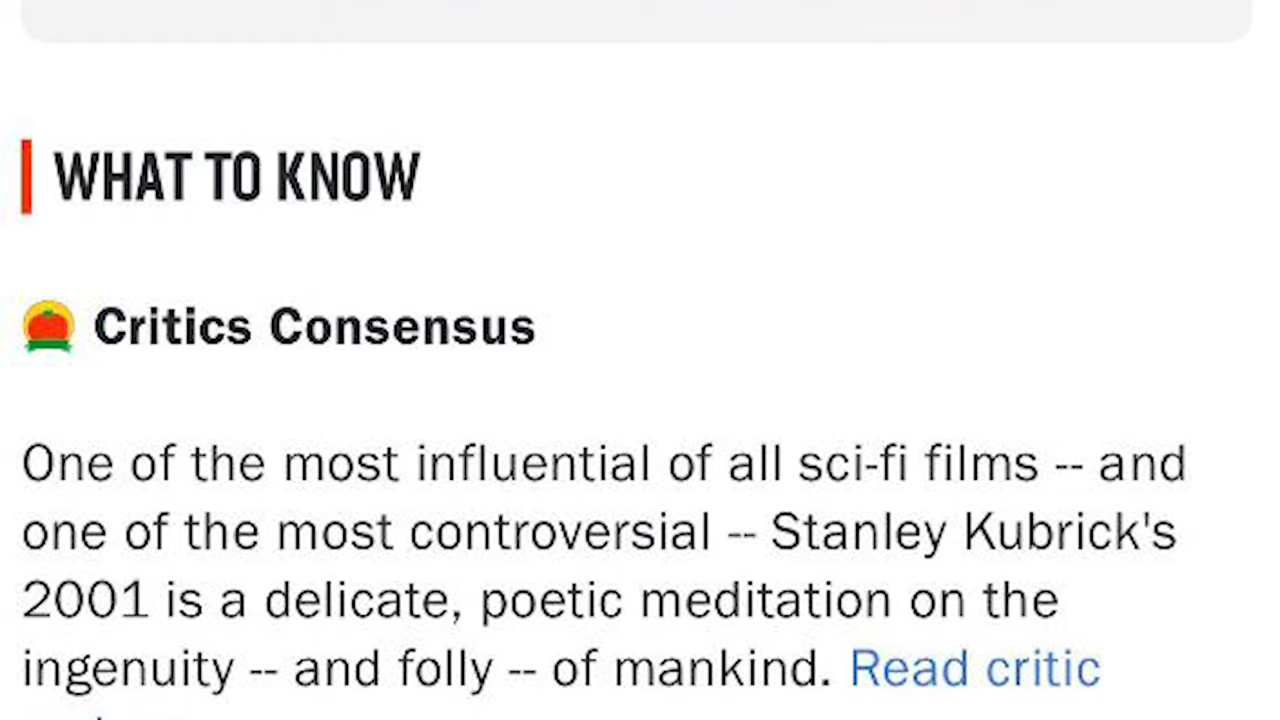 WHAT TO KNOW
Critics Consensus
One of the most influential of all sci-fi films -- and
one of the most controversial -- Stanley Kubrick's
2001 is a delicate, poetic meditation on the
ingenuity -- and folly -- of mankind. Read critic